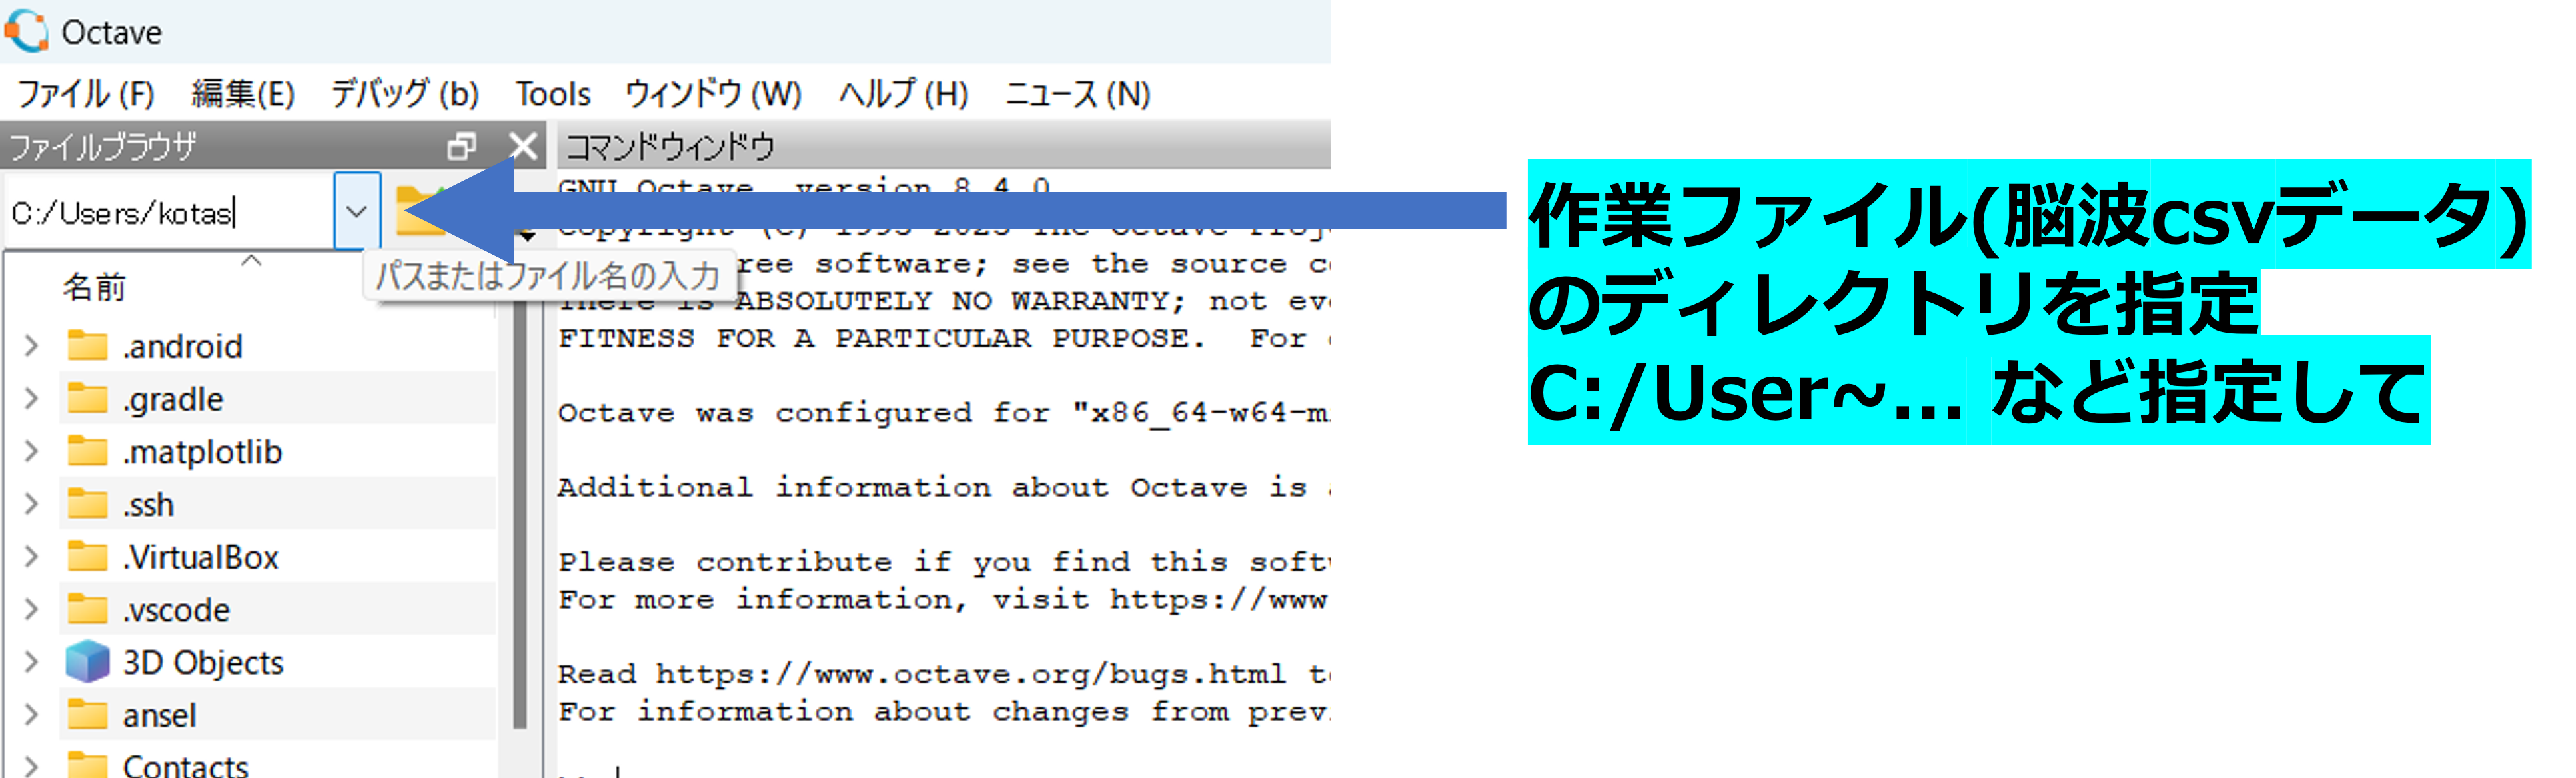 Octave
ファイル (F) 編集(E) デバッグ (b) Tools ウィンドウ (W) ヘルプ (H) ニュース (N)
ファイルブラウザ
コマンドウィンドウ
C:/Users/kotas
パスまたはファイル名の入力
名前
.android
.gradle
.matplotlib
.ssh
.VirtualBox
.vscode
3D Objects
ansel
Contacts
GNU Octave, version 8.4.0
Copyright (C) 1993-2023 The Octave
ree software; see the source
There is ABSOLUTELY NO WARRANTY; not
FITNESS FOR A PARTICULAR PURPOSE. For
Octave was configured for "x86_64-w64-
Additional information about Octave is
Please contribute if you find this
For more information, visit https://www
Read https://www.octave.org/bugs.html
For information about changes from
作業ファイル(脳波csvデータ)
のディレクトリを指定
C:/User~... など指定して